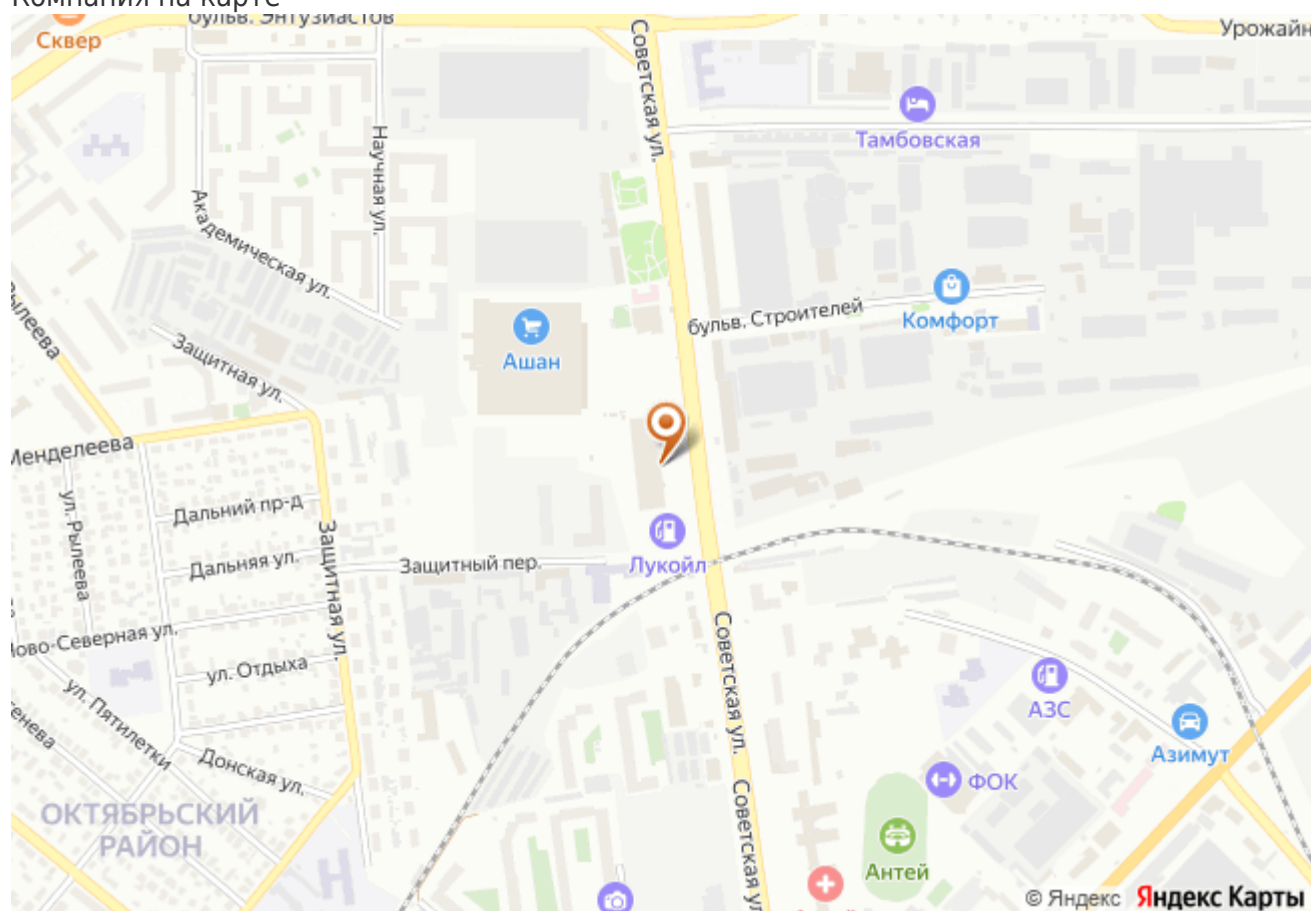 Компания на карте
бульв. Энтузиастов
Сквер
Советская ул.
Урожайн
Тамбовская
Научная ул.
Академическая ул.
бульв. Строителей
Комфорт
Ашан
Рылеева
Защитная ул.
Менделеева
ул. Рылеева
Дальний пр-д
Дальняя ул.
Защитная ул.
Защитный пер.
Лукойл
Ново-Северная ул.
ул. Отдыха
ул. Пятилетки
генева
Донская ул.
Советская ул.
АЗС
Азимут
ФОК
ОКТЯБРЬСКИЙ
РАЙОН
Советская ул
Антей
© Яндекс Яндекс Карты